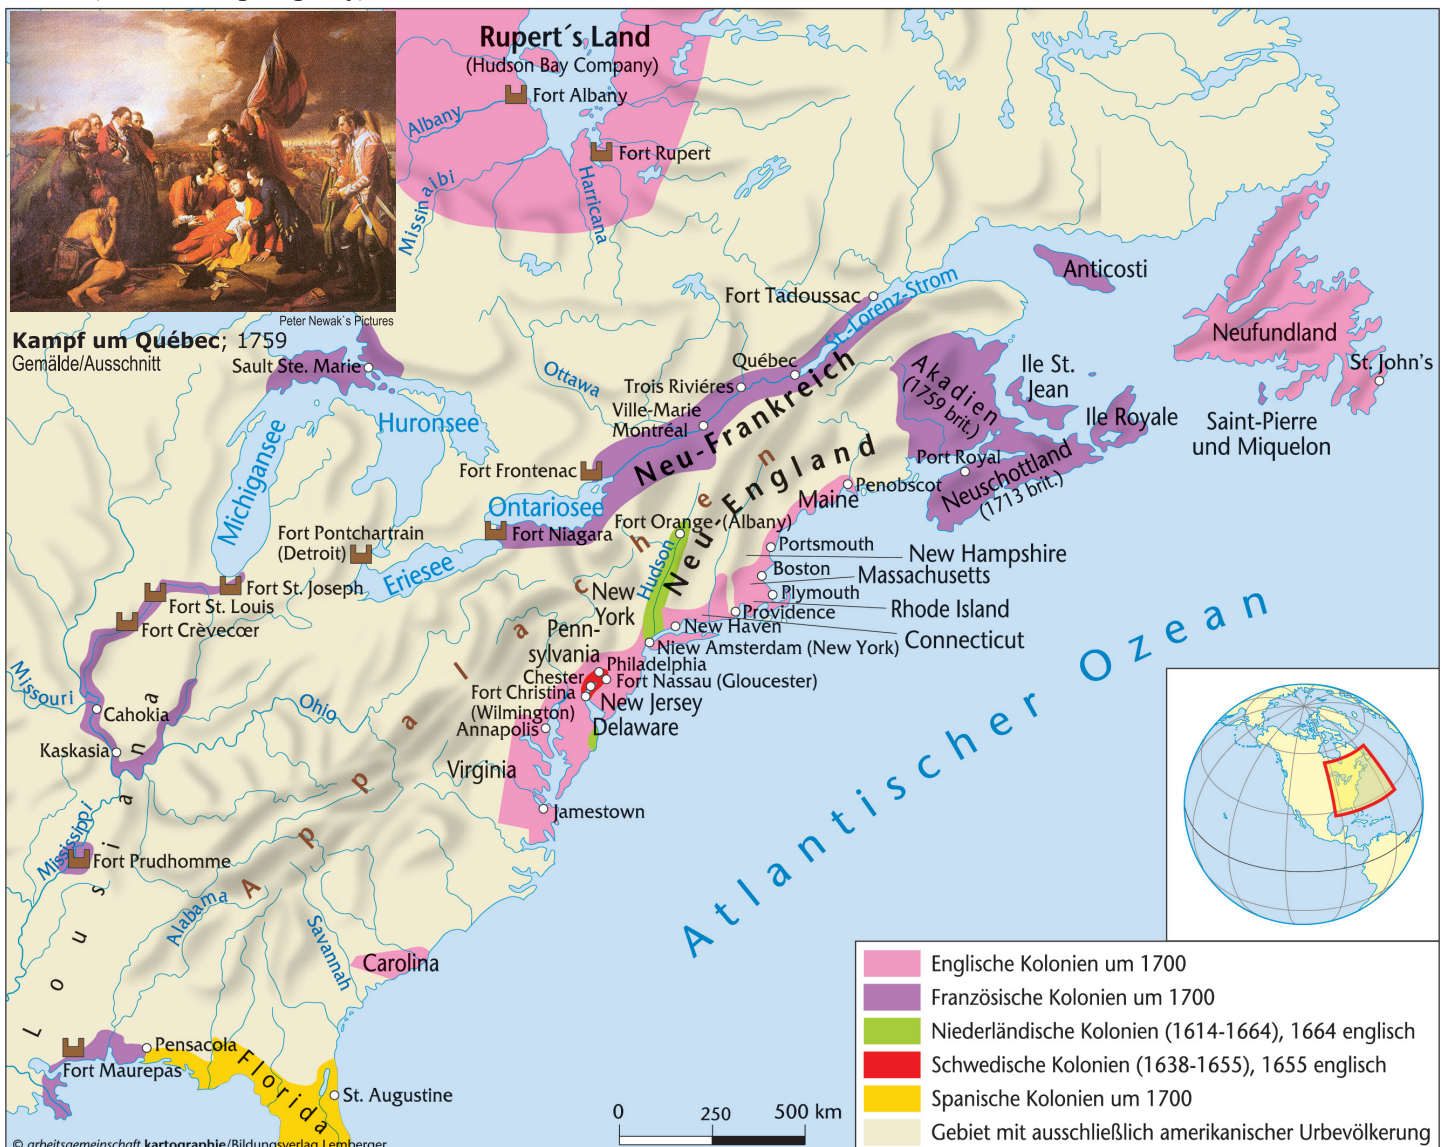 Rupert´s Land
(Hudson Bay Company)
Fort Albany
Albany
Fort Rupert
Missinaibi
Harricana
Peter Newak`s Pictures
Kampf um Québec; 1759
Gemälde/Ausschnitt
Anticosti
Fort Tadoussac
St.-Lorenz-Strom
Neufundland
St. John's
Saint-Pierre
und Miquelon
Sault Ste. Marie
Québec
Ottawa
Trois Riviéres
Ville-Marie
Montréal
Neu-Frankreich
Akadien
(1759 brit.)
Ile St.
Jean
Ile Royale
Huronsee
Michigansee
Fort Frontenac
Port Royal
Neuschottland
(1713 brit.)
Neu-England
Penobscot
Maine
Ontariosee
Fort Orange (Albany)
Fort Niagara
Fort Pontchartrain
(Detroit)
Eriesee
Hudson
Portsmouth
New Hampshire
Boston
Massachusetts
Plymouth
Rhode Island
Providence
Connecticut
New Haven
New
York
Niew Amsterdam (New York)
Fort St. Joseph
Fort St. Louis
Fort Crèvecœr
Penn-
sylvania
Philadelphia
Chester
Fort Nassau (Gloucester)
Fort Christina
(Wilmington)
New Jersey
Annapolis
Delaware
Missouri
Cahokia
Ohio
Kaskasia
Virginia
Jamestown
Appalachen
Atlantischer Ozean
Mississippi
Fort Prudhomme
Lousiana
Alabama
Savannah
Carolina
Pensacola
Fort Maurepas
Florida
St. Augustine
0 250 500 km
Englische Kolonien um 1700
Französische Kolonien um 1700
Niederländische Kolonien (1614-1664), 1664 englisch
Schwedische Kolonien (1638-1655), 1655 englisch
Spanische Kolonien um 1700
Gebiet mit ausschließlich amerikanischer Urbevölkerung
© arbeitsgemeinschaft kartographie/Bildungsverlag Lemberger